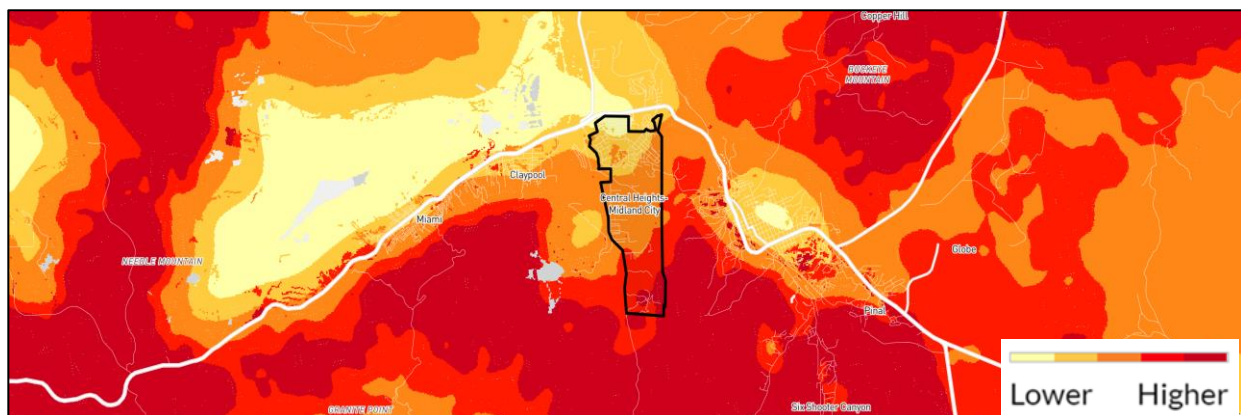 Copper Hill
BUCKEYE
MOUNTAIN
Claypool
Central Heights-
Midland City
Miami
NEEDLE MOUNTAIN
Globe
Pinal
GRANITE POINT
Six Shooter Canyon
Lower Higher